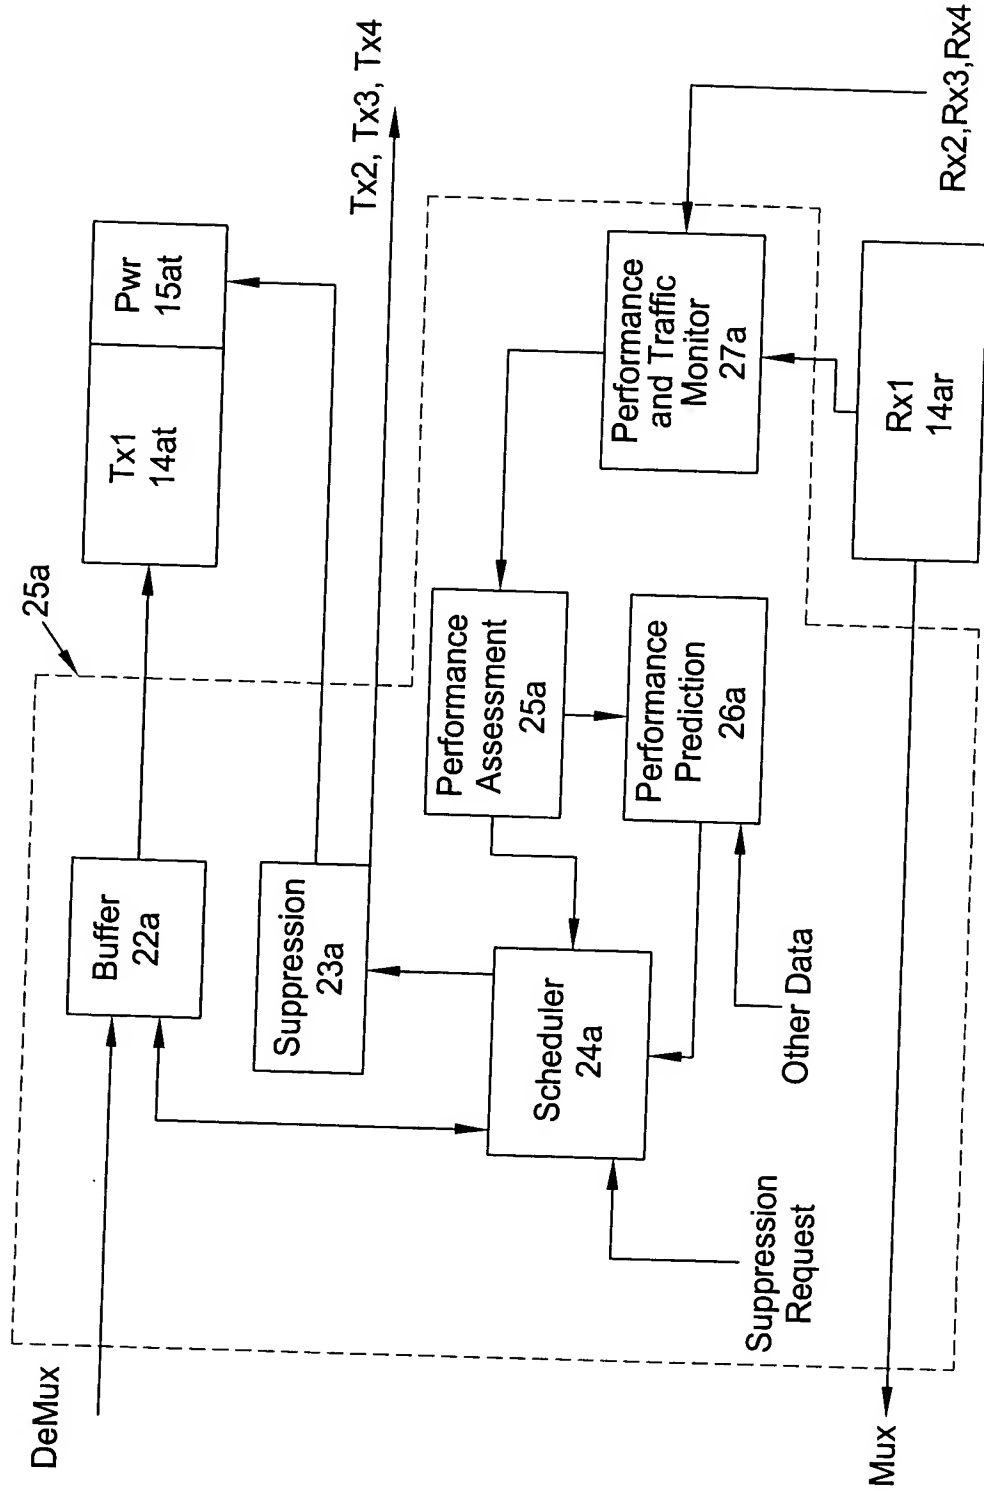 DeMux
Buffer
22a
25a
Tx1
14at
Pwr
15at
Suppression
23a
Tx2, Tx3, Tx4
Scheduler
24a
Performance
Assessment
25a
Performance
Prediction
26a
Performance
and Traffic
Monitor
27a
Suppression
Request
Other Data
Rx1
14ar
Rx2,Rx3,Rx4
Mux